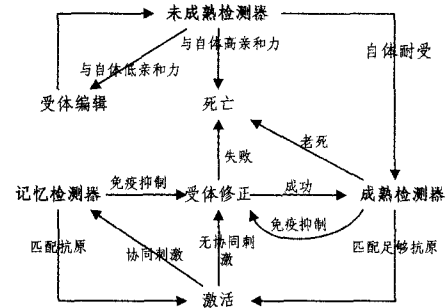 未成熟检测器
与自体高亲和力
自体耐受
与自体低亲和力
受体编辑
死亡
老死
失败
记忆检测器
免疫抑制
受体修正
成功
成熟检测器
免疫抑制
匹配抗原
协同刺激
无协同刺
激
匹配足够抗原
激活